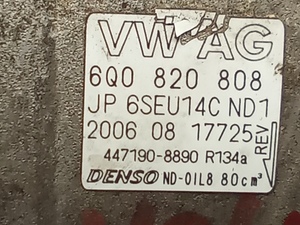 VW AG
6Q0 820 808
JP 6SEU14C ND1
2006 08 17725
REV
447190-8890 R134a
DENSO ND-OIL8 80cm³